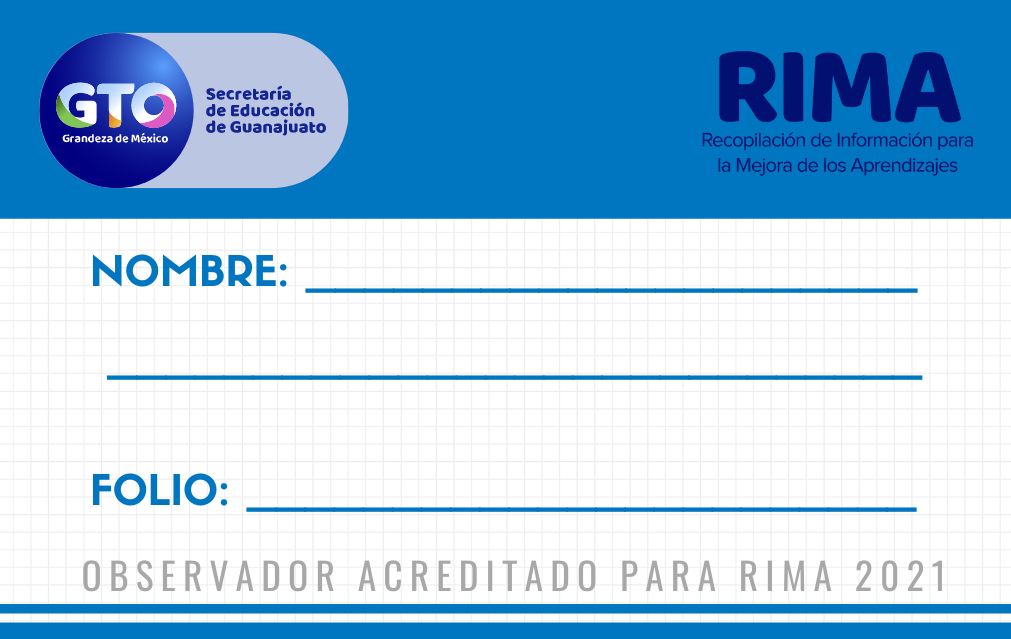 GTO
Grandeza de México
Secretaría
de Educación
de Guanajuato
RIMA
Recopilación de Información para
la Mejora de los Aprendizajes
NOMBRE:
FOLIO:
OBSERVADOR ACREDITADO PARA RIMA 2021